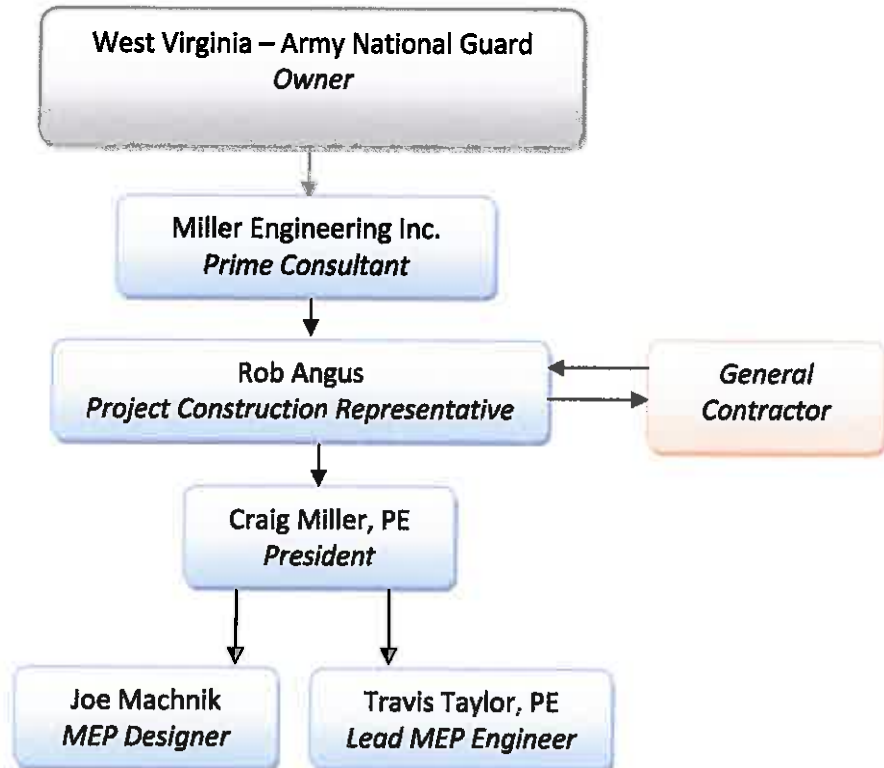 West Virginia – Army National Guard
Owner
Miller Engineering Inc.
Prime Consultant
Rob Angus
Project Construction Representative
General
Contractor
Craig Miller, PE
President
Joe Machnik
MEP Designer
Travis Taylor, PE
Lead MEP Engineer